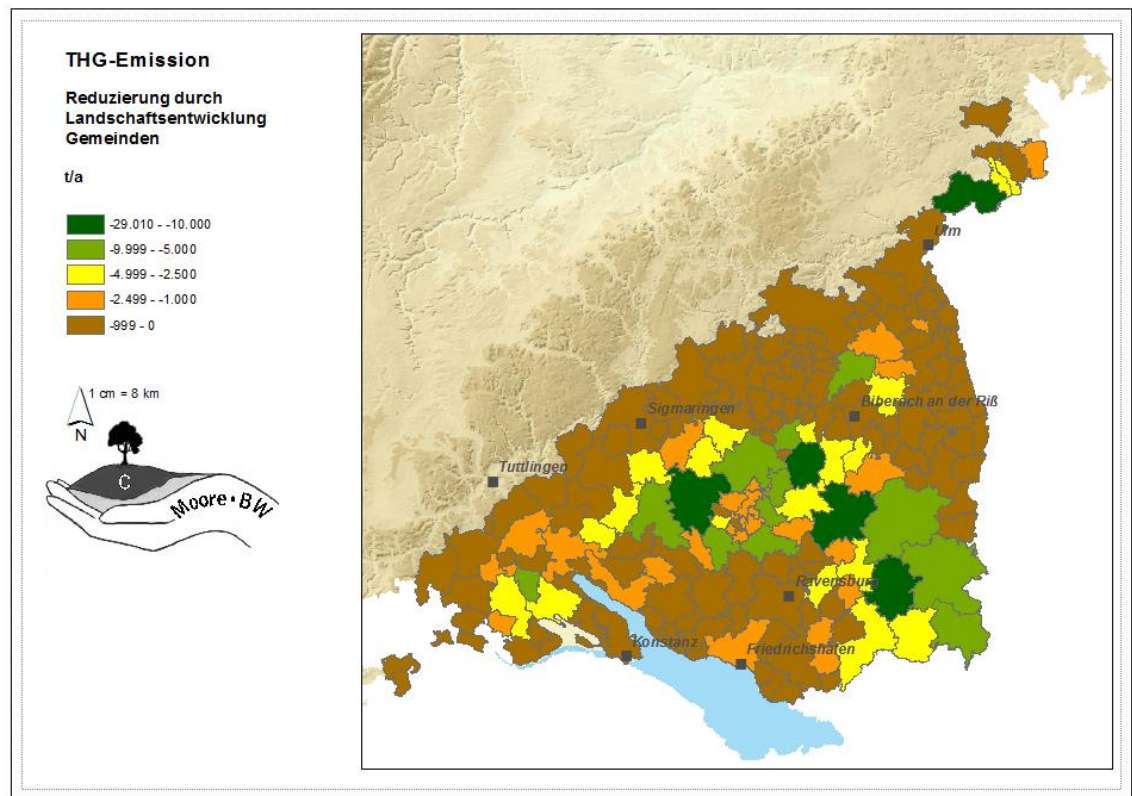 THG-Emission
Reduzierung durch
Landschaftsentwicklung
Gemeinden
t/a
-29.010 - -10.000
-9.999 - -5.000
-4.999 - -2.500
-2.499 - -1.000
-999 - 0
1 cm = 8 km
N
C
Moore·BW
Ulm
Biberach an der Riß
Sigmaringen
Tuttlingen
Ravensburg
Konstanz
Friedrichshafen